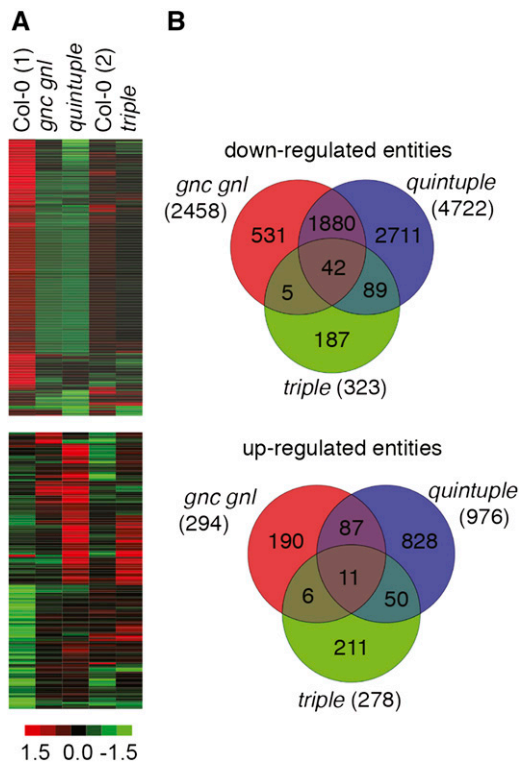 A
B
Col-0 (1)
gnc gnl
quintuple
Col-0 (2)
triple
1.5 0.0 -1.5
down-regulated entities
gnc gnl
(2458)
quintuple
(4722)
531
1880
2711
42
5
89
187
triple (323)
up-regulated entities
gnc gnl
(294)
quintuple
(976)
190
87
828
11
6
50
211
triple (278)